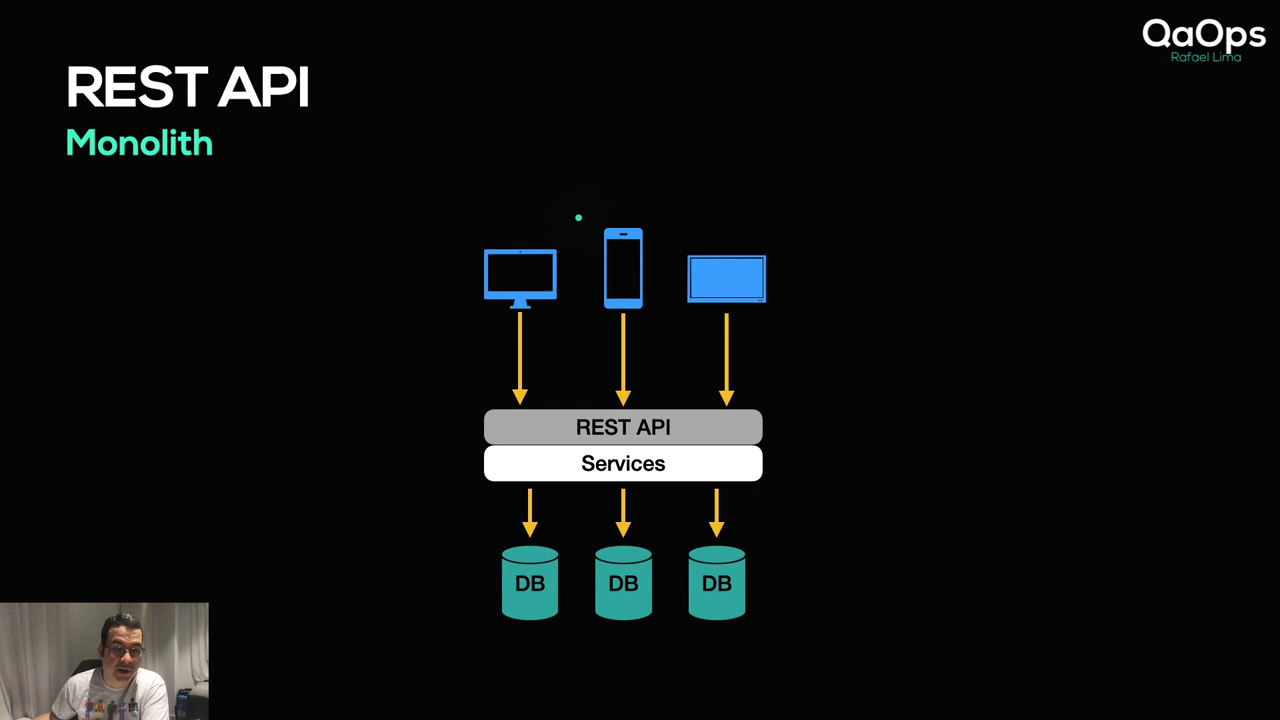 QaOps
Rafael Lima
REST API
Monolith
REST API
Services
DB DB DB